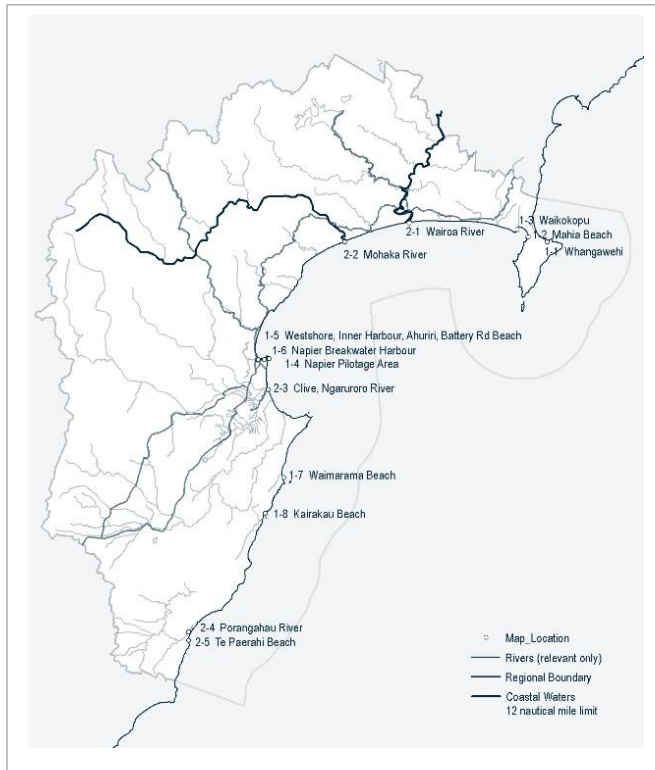 1-3 Waikokopu
1-2 Mahia Beach
1-1 Whangawehi
2-1 Wairoa River
2-2 Mohaka River
1-5 Westshore, Inner Harbour, Ahuriri, Battery Rd Beach
1-6 Napier Breakwater Harbour
1-4 Napier Pilotage Area
2-3 Clive, Ngaruroro River
1-7 Waimarama Beach
1-8 Kairakau Beach
2-4 Porangahau River
2-5 Te Paerahi Beach
Map_Location
Rivers (relevant only)
Regional Boundary
Coastal Waters
12 nautical mile limit